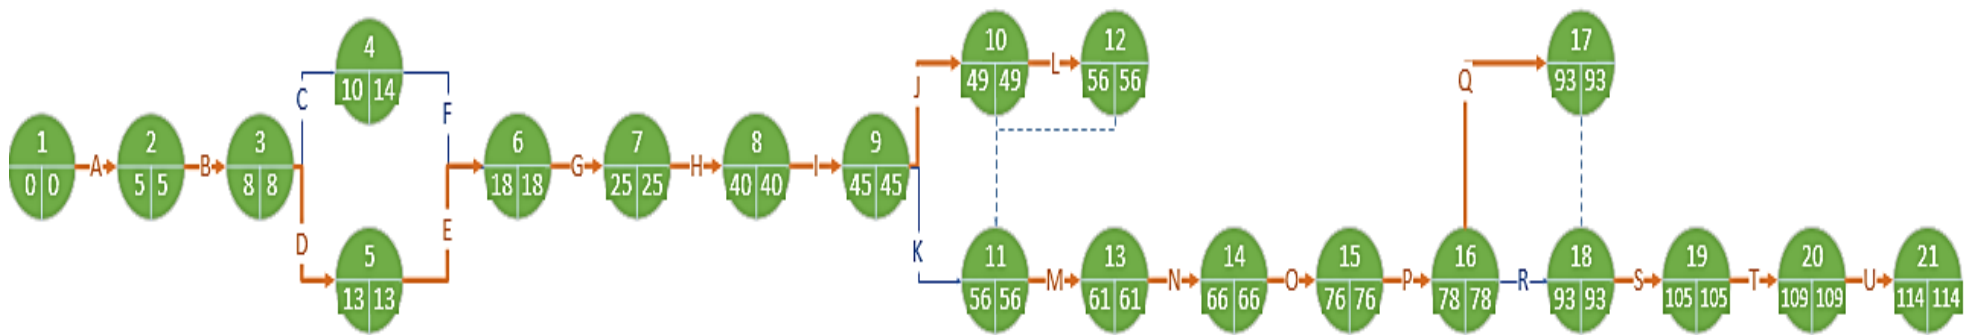 4
10 14
10
49 49
12
56 56
17
93 93
C
F
J
L
Q
1
0 0
A
2
5 5
B
3
8 8
6
18 18
G
7
25 25
H
8
40 40
I
9
45 45
D
E
K
5
13 13
11
56 56
M
13
61 61
N
14
66 66
O
15
76 76
P
16
78 78
R
18
93 93
S
19
105 105
T
20
109 109
U
21
114 114